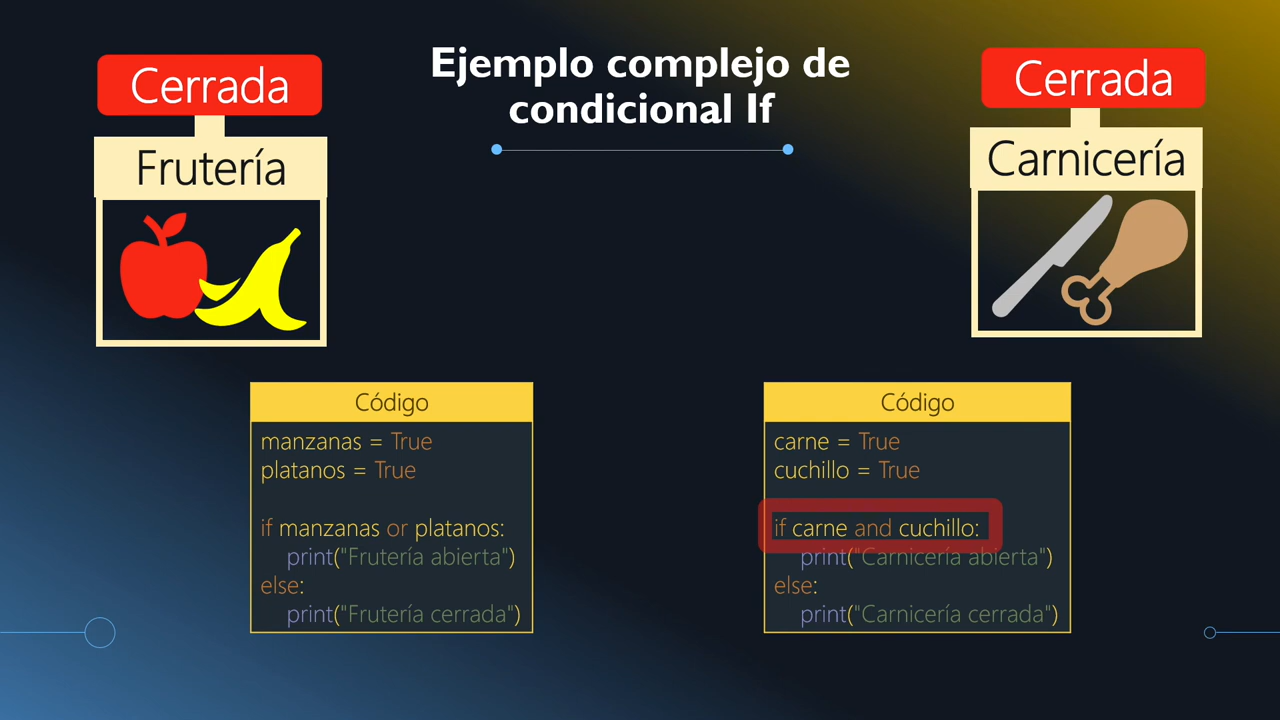 Ejemplo complejo de
condicional If
Cerrada
Frutería
Cerrada
Carnicería
Código
manzanas = True
platanos = True
if manzanas or platanos:
print("Frutería abierta")
else:
print("Frutería cerrada")
Código
carne = True
cuchillo = True
if carne and cuchillo:
print("Carnicería abierta")
else:
print("Carnicería cerrada")